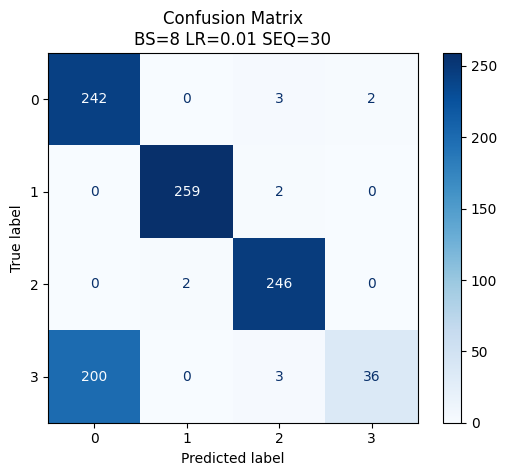 Confusion Matrix
BS=8 LR=0.01 SEQ=30
0 242 0 3 2
1 0 259 2 0
2 0 2 246 0
3 200 0 3 36
0 1 2 3
Predicted label
True label
250
200
150
100
50
0